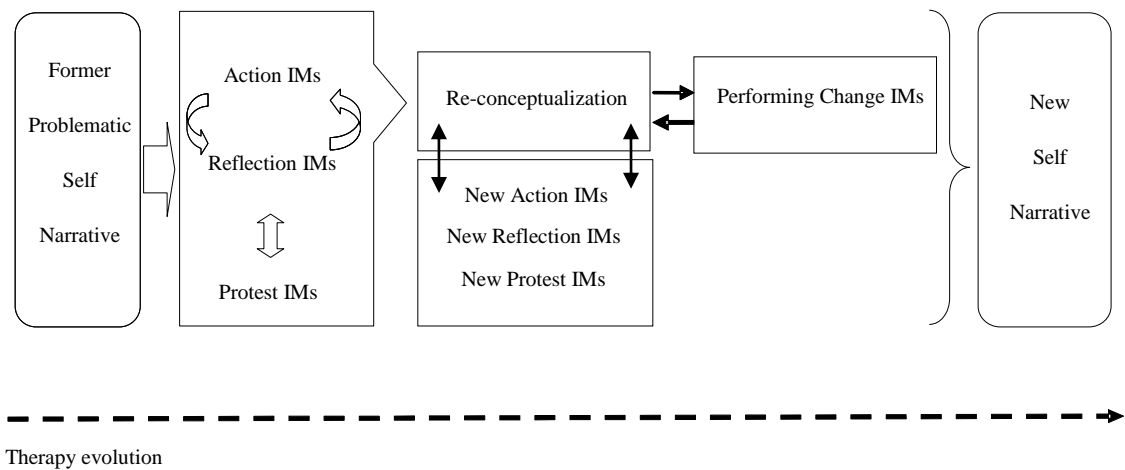 Former
Problematic
Self
Narrative
Action IMs
Reflection IMs
Protest IMs
Re-conceptualization
New Action IMs
New Reflection IMs
New Protest IMs
Performing Change IMs
New
Self
Narrative
Therapy evolution